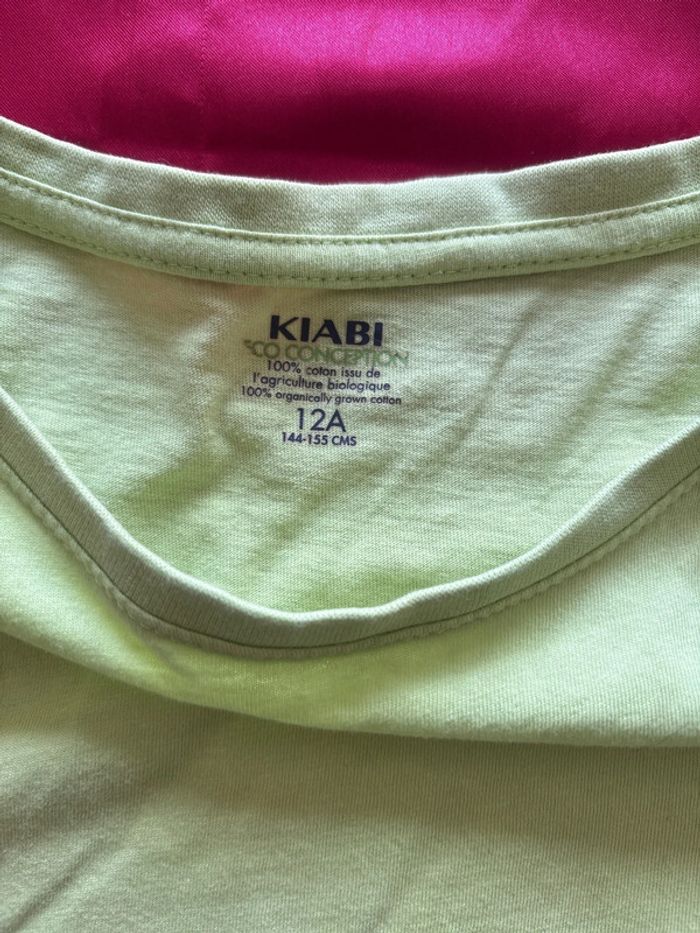 KIABI
ECO CONCEPTION
100% coton issu de
l'agriculture biologique
100% organically grown cotton
12A
144-155 CMS